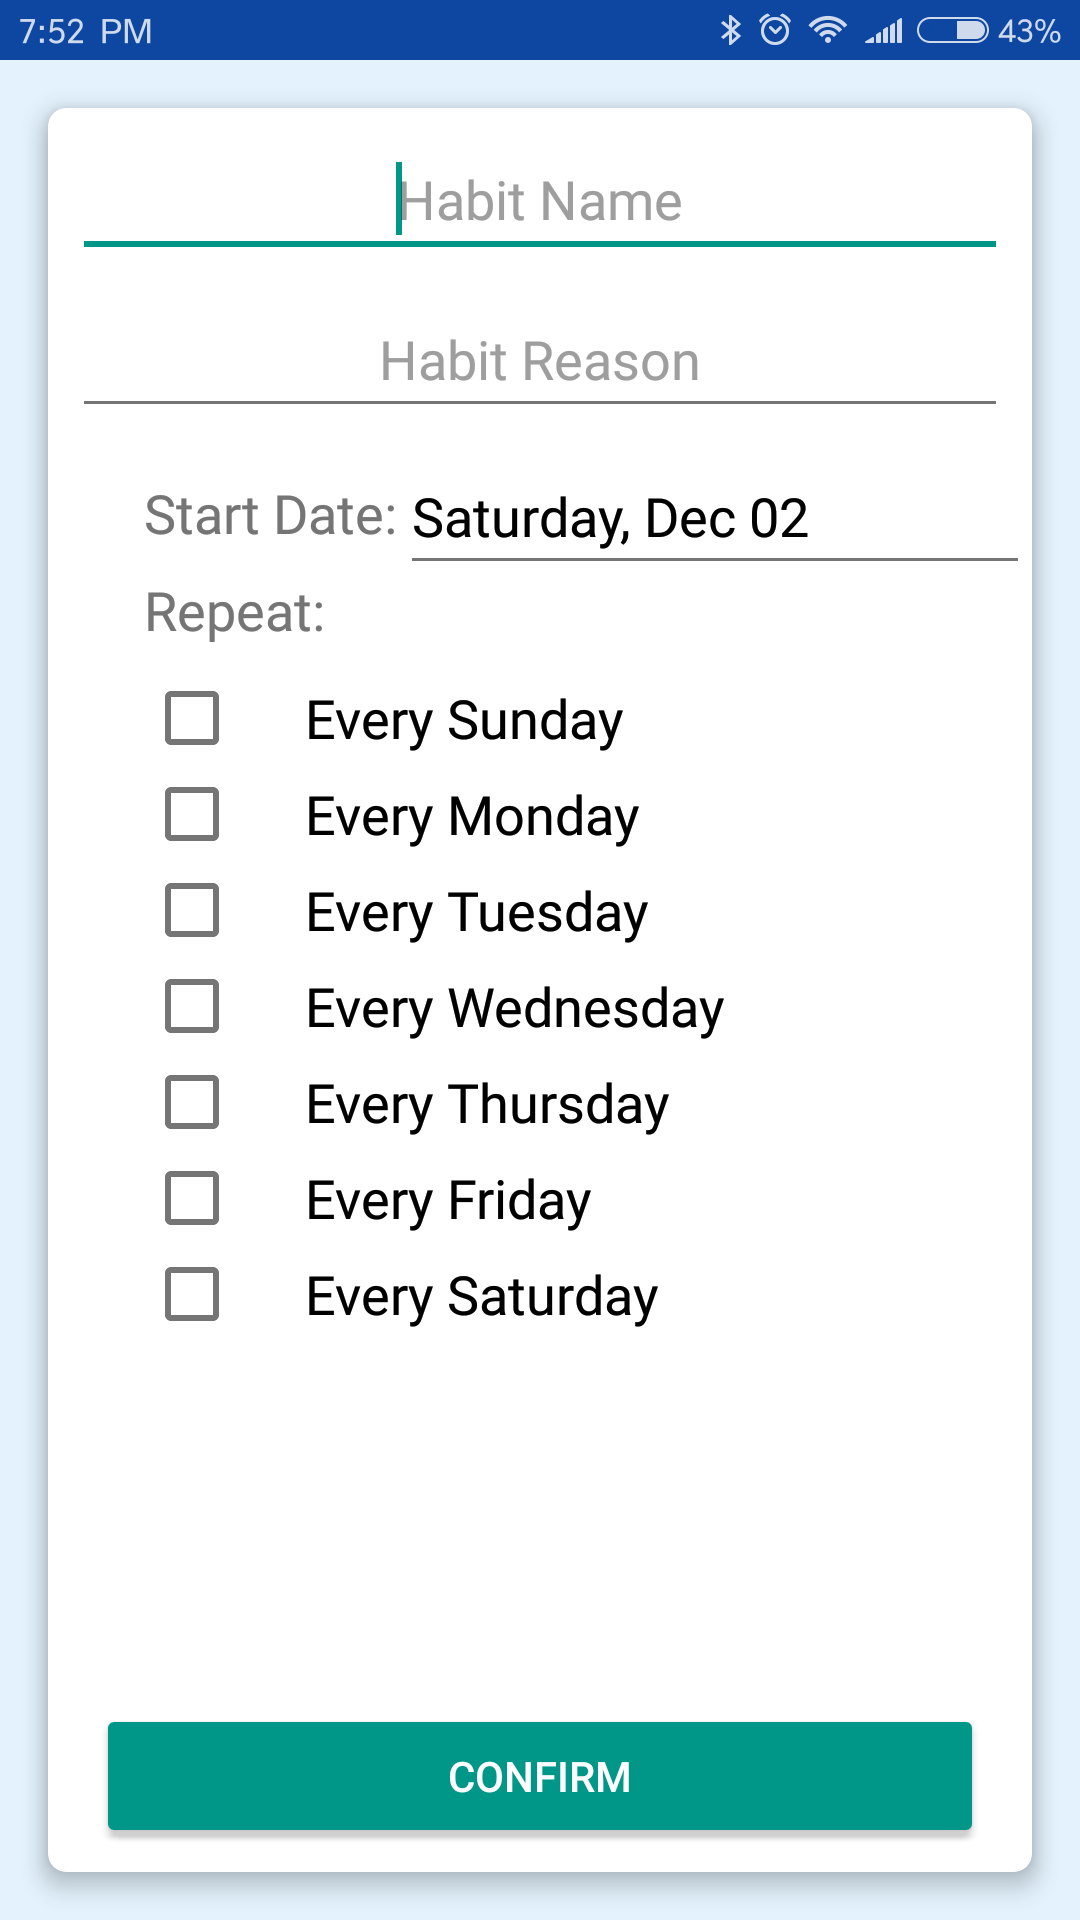 7:52 PM 43%
Habit Name
Habit Reason
Start Date: Saturday, Dec 02
Repeat:
Every Sunday
Every Monday
Every Tuesday
Every Wednesday
Every Thursday
Every Friday
Every Saturday
CONFIRM